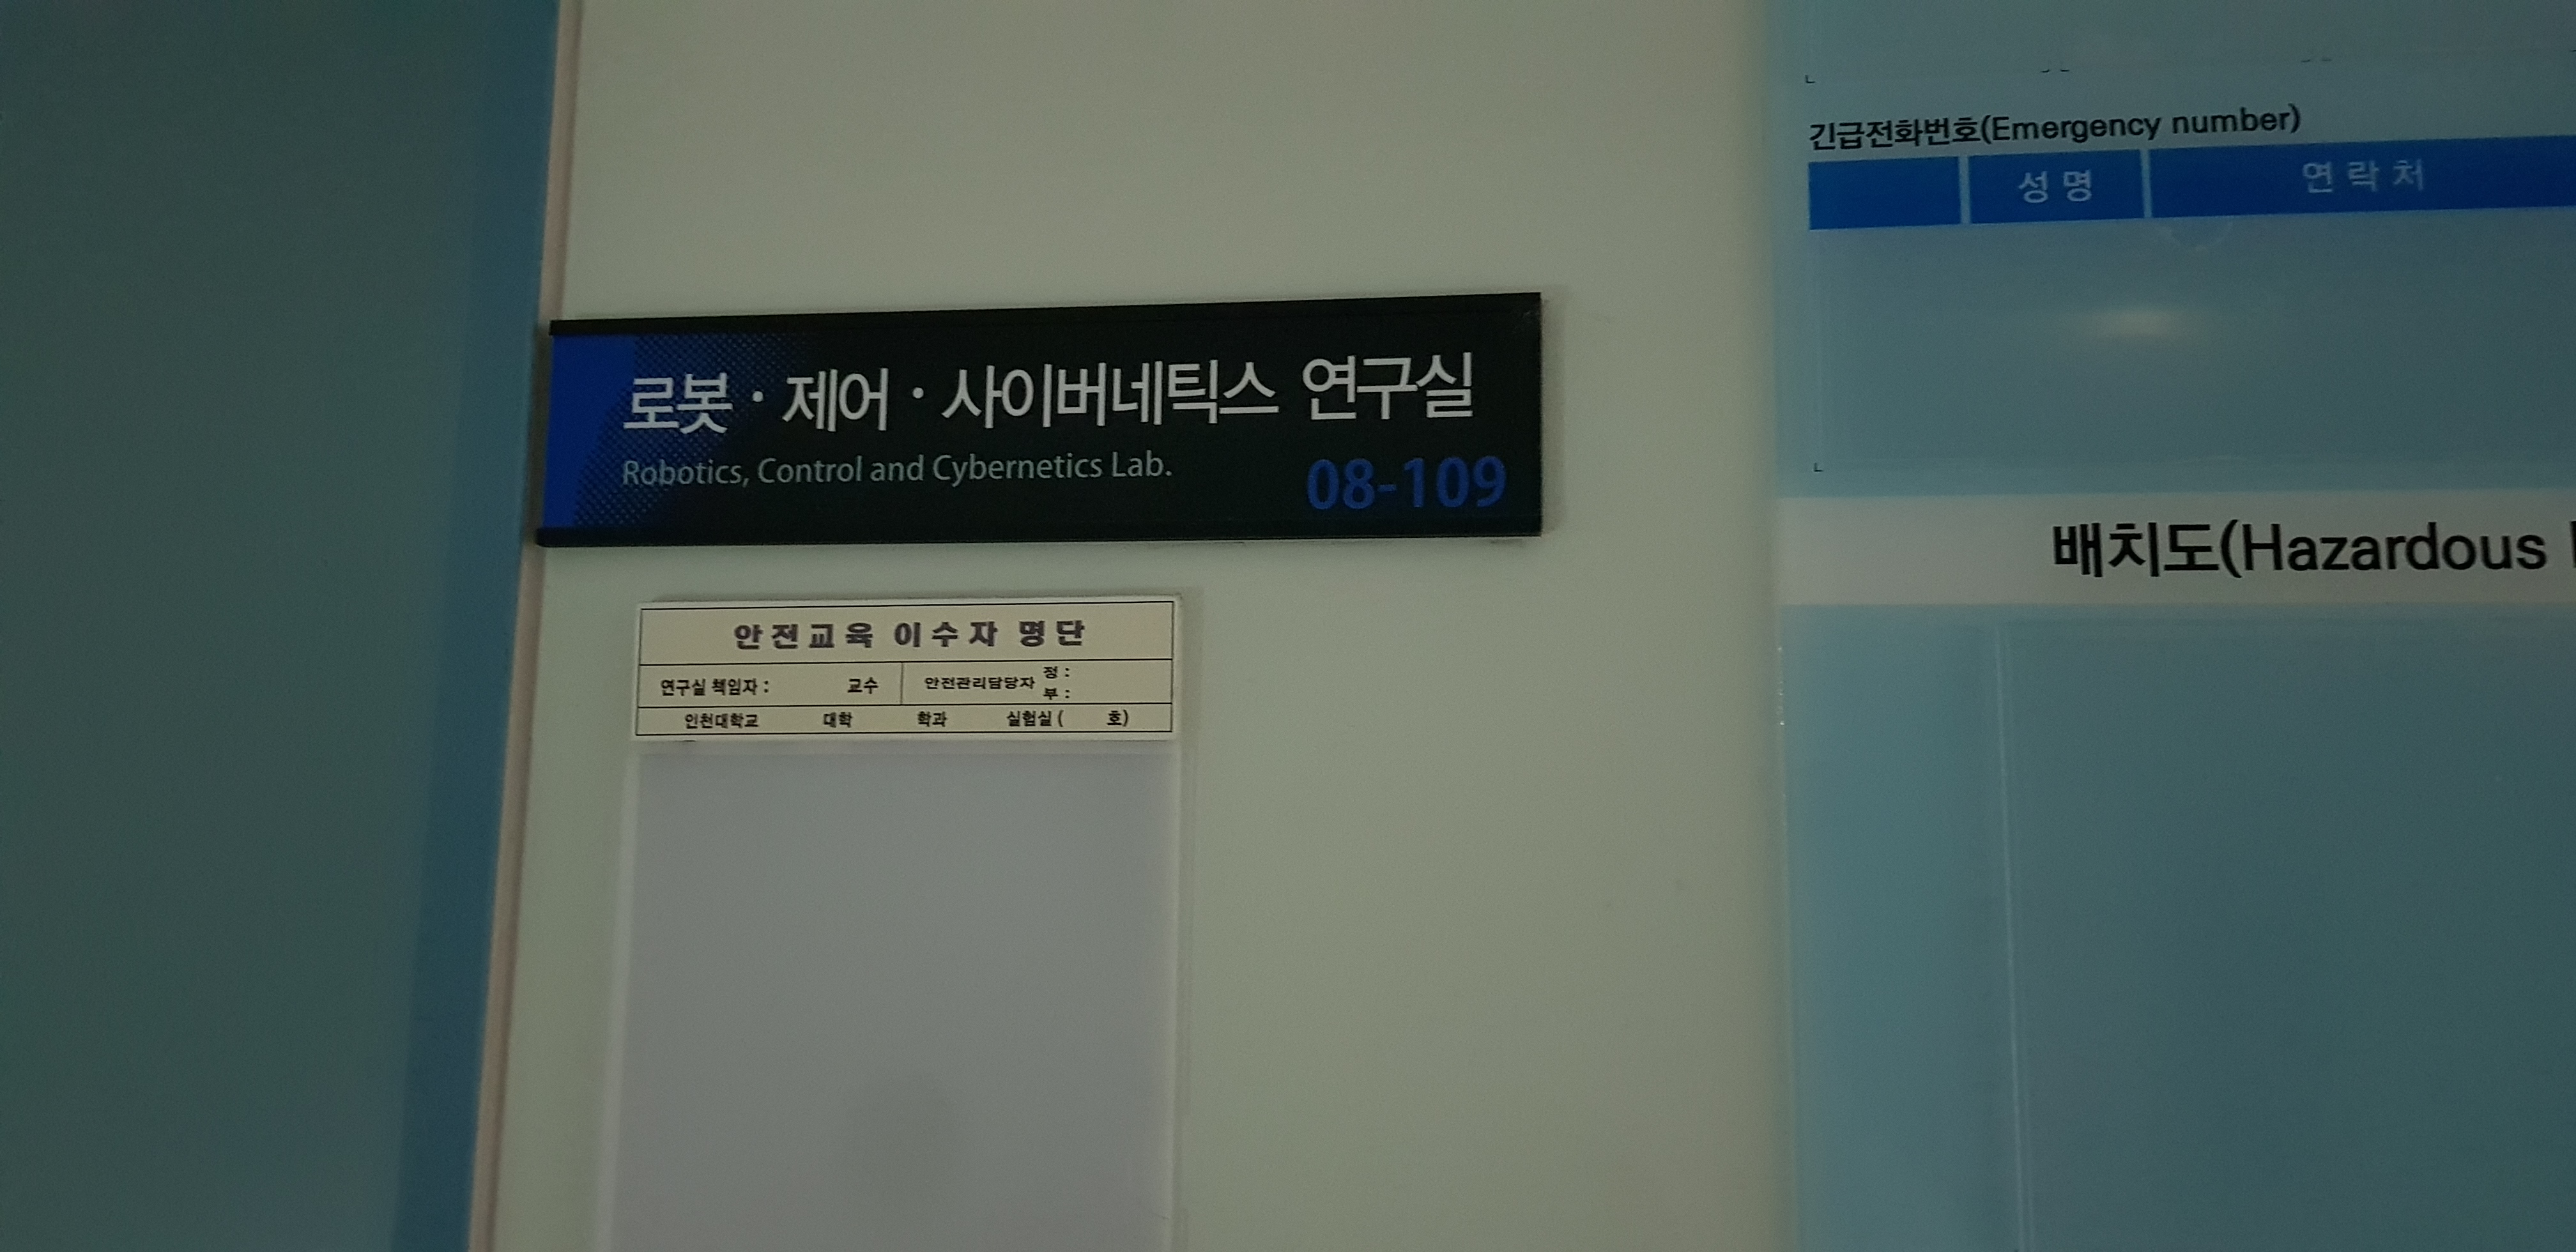 로봇·제어·사이버네틱스 연구실
Robotics, Control and Cybernetics Lab.
08-109
안전교육 이수자 명단
연구실 책임자 : 교수
안전관리담당자 정 :
부 :
인천대학교 대학 학과 실험실 ( 호)
긴급전화번호(Emergency number)
성 명 연 락 처
배치도(Hazardous